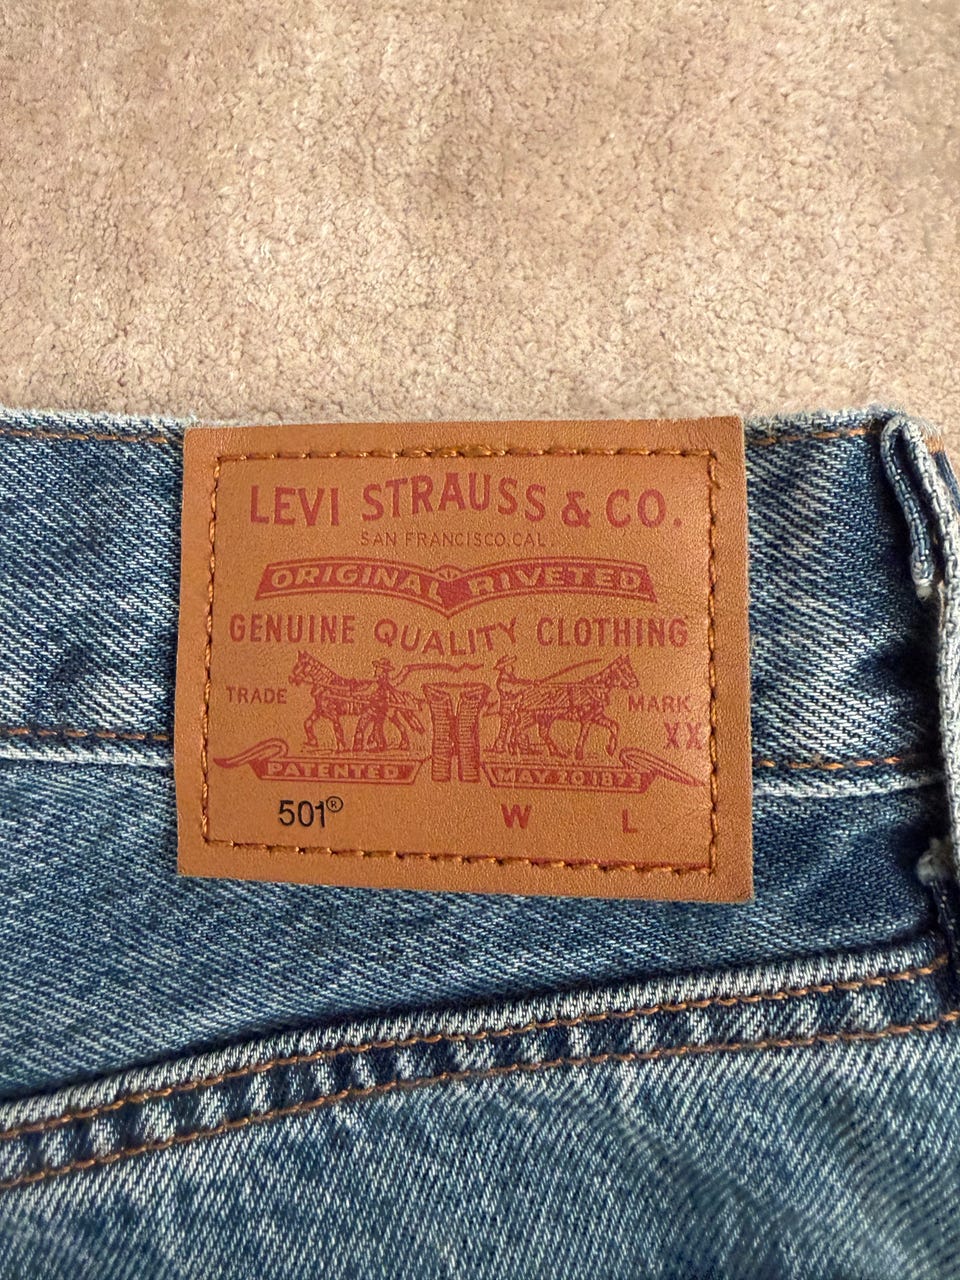 LEVI STRAUSS & CO.
SAN FRANCISCO.CAL.
ORIGINAL RIVETED
GENUINE QUALITY CLOTHING
TRADE MARK
XX
PATENTED MAY 20 1873
501® W L